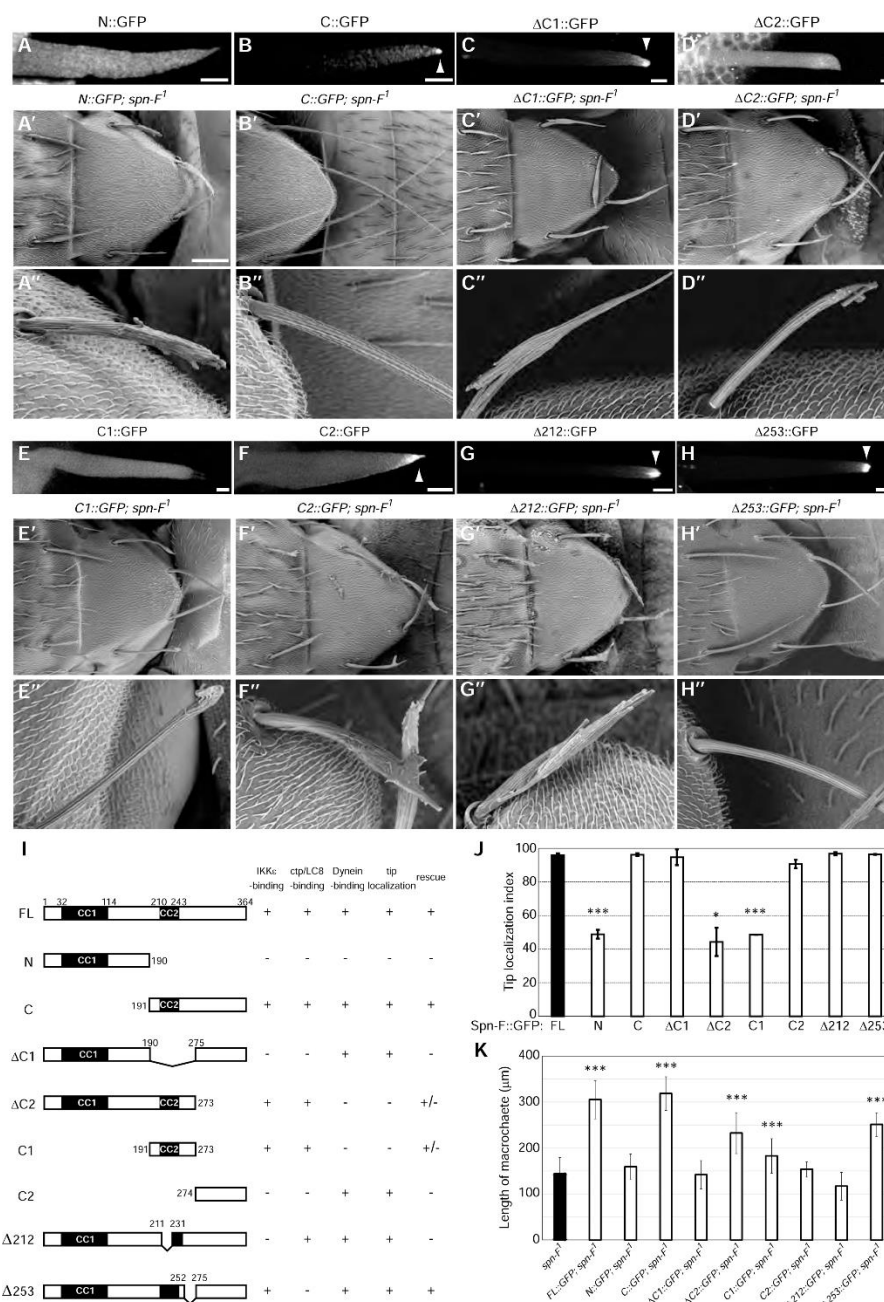 N::GFP C::GFP ΔC1::GFP ΔC2::GFP
A B C D
N::GFP; spn-F¹ C::GFP; spn-F¹ ΔC1::GFP; spn-F¹ ΔC2::GFP; spn-F¹
A' B' C' D'
A'' B'' C'' D''
C1::GFP C2::GFP Δ212::GFP Δ253::GFP
E F G H
C1::GFP; spn-F¹ C2::GFP; spn-F¹ Δ212::GFP; spn-F¹ Δ253::GFP; spn-F¹
E' F' G' H'
E'' F'' G'' H''
I
IKKε ctp/LC8 Dynein tip rescue
-binding -binding -binding localization
1 32 114 210 243 364
FL CC1 CC2 + + + + +
N CC1 190 - - - - -
C 191 CC2 + + + + +
190 275
ΔC1 CC1 - - + + -
ΔC2 CC1 CC2 273 + + - - +/-
C1 191 CC2 273 + + - - +/-
C2 274 - - + + -
211 231
Δ212 CC1 - + + + -
252 275
Δ253 CC1 + - + + +
J
Tip localization index
100
80
60
40
20
0
*** * ***
Spn-F::GFP: FL N C ΔC1 ΔC2 C1 C2 Δ212 Δ253
K
Length of macrochaete (μm)
400
300
200
100
0
*** *** *** *** ***
spn-F¹
FL::GFP; spn-F¹
N::GFP; spn-F¹
C::GFP; spn-F¹
ΔC1::GFP; spn-F¹
ΔC2::GFP; spn-F¹
C1::GFP; spn-F¹
C2::GFP; spn-F¹
212::GFP; spn-F¹
253::GFP; spn-F¹